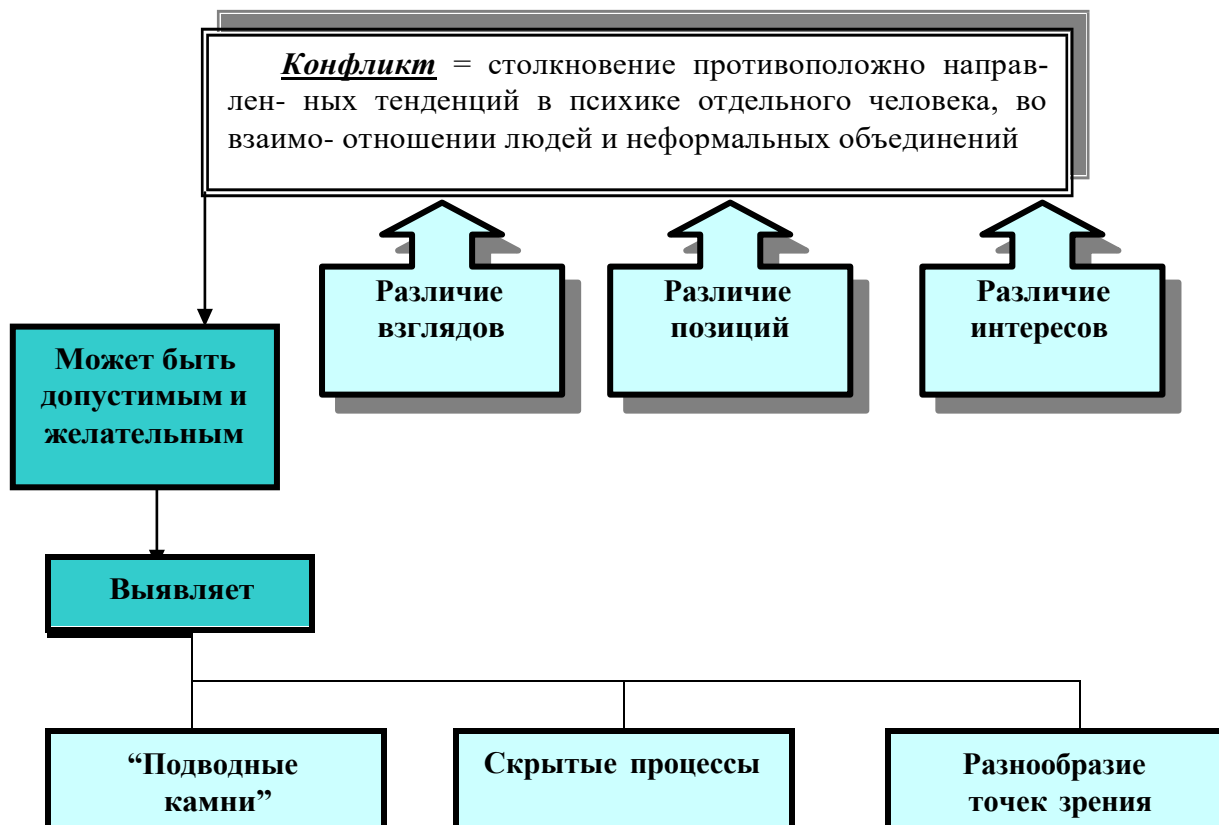 Конфликт = столкновение противоположно направ-
лен- ных тенденций в психике отдельного человека, во
взаимо- отношении людей и неформальных объединений
Различие
взглядов
Различие
позиций
Различие
интересов
Может быть
допустимым и
желательным
Выявляет
“Подводные
камни”
Скрытые процессы
Разнообразие
точек зрения